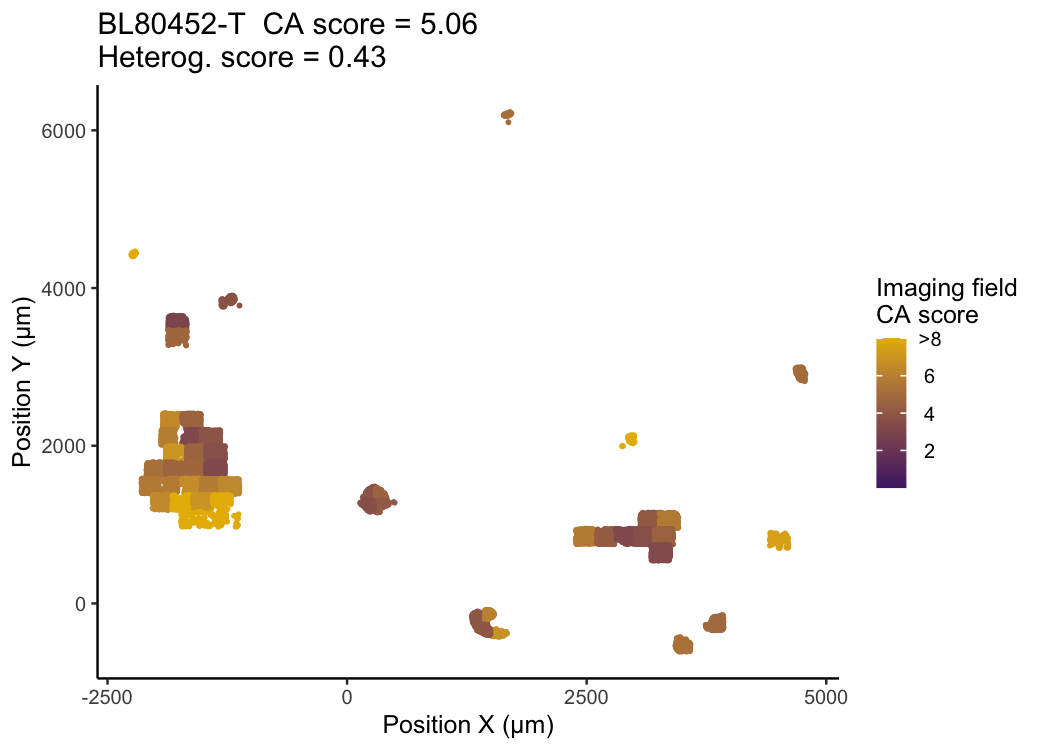 BL80452-T  CA score = 5.06
Heterog. score = 0.43
6000
4000
2000
0
Position Y (μm)
-2500
0
2500
5000
Position X (μm)
Imaging field
CA score
>8
6
4
2